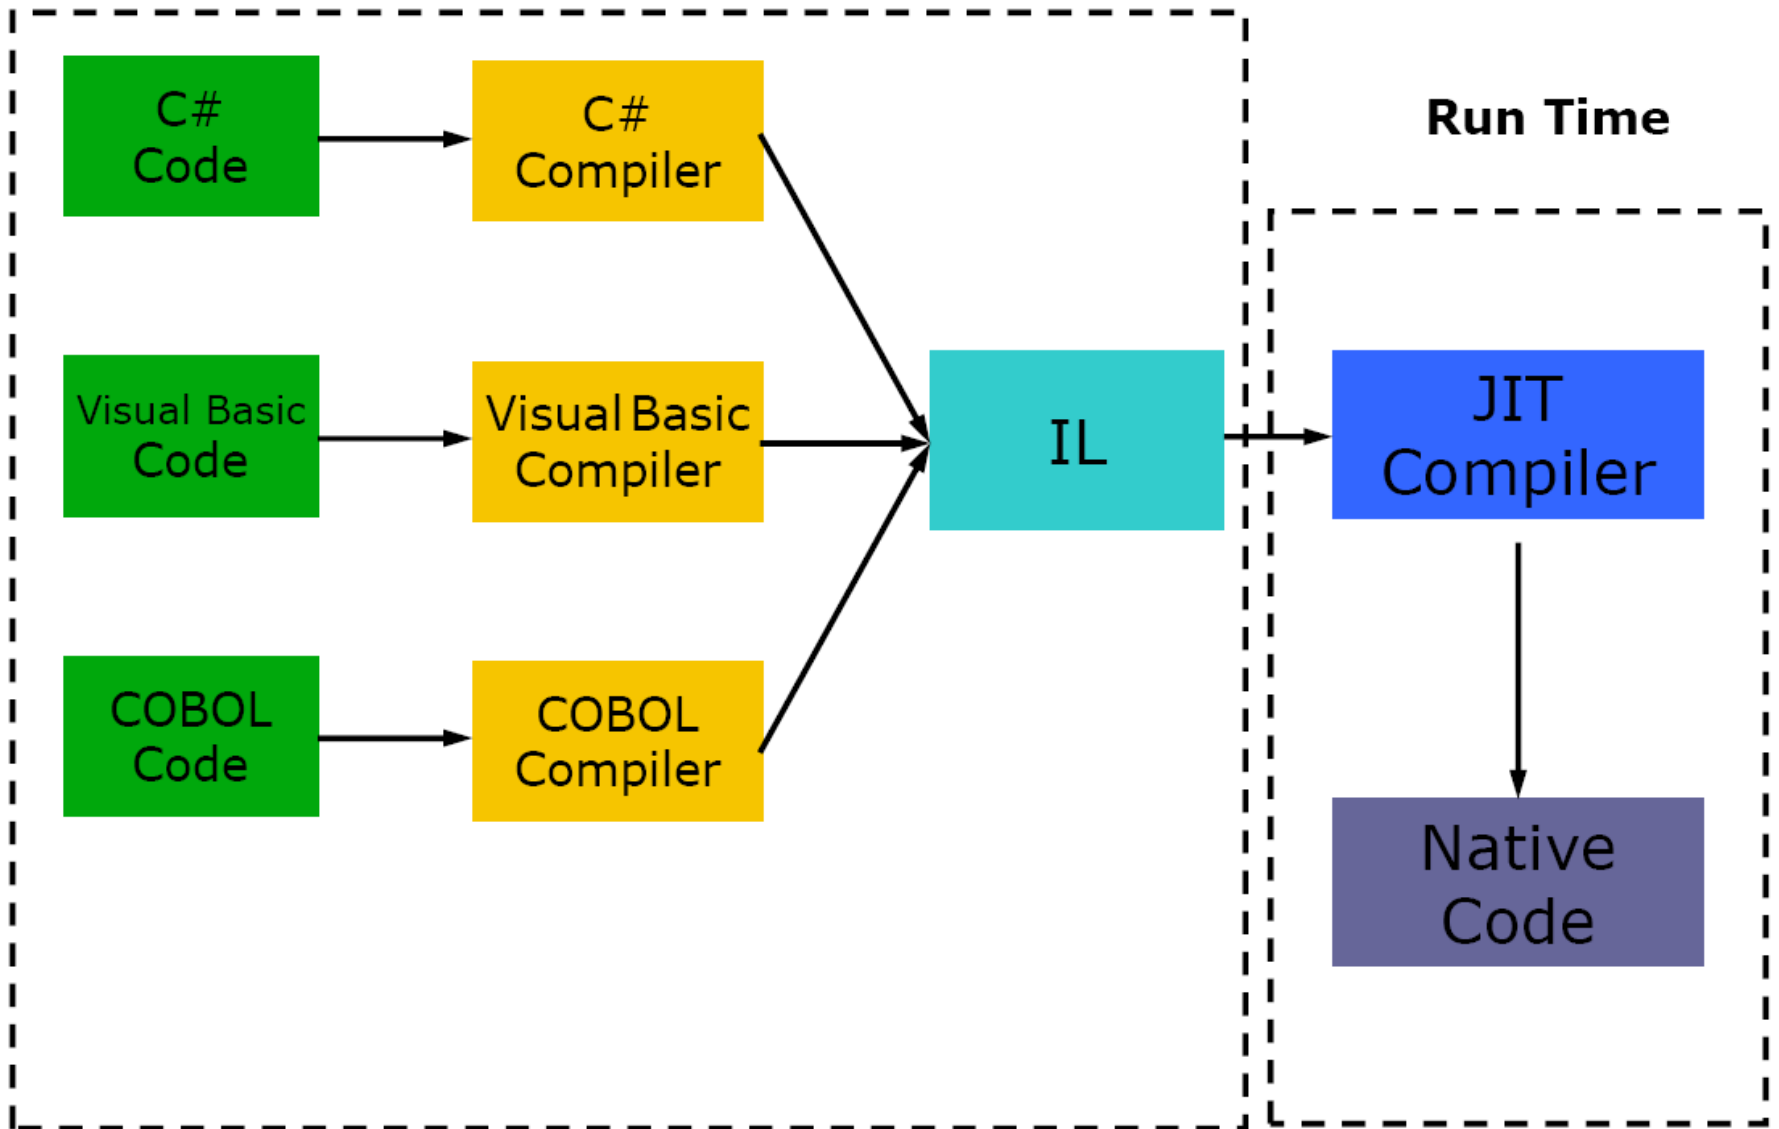 C#
Code
C#
Compiler
Run Time
Visual Basic
Code
Visual Basic
Compiler
IL
JIT
Compiler
COBOL
Code
COBOL
Compiler
Native
Code